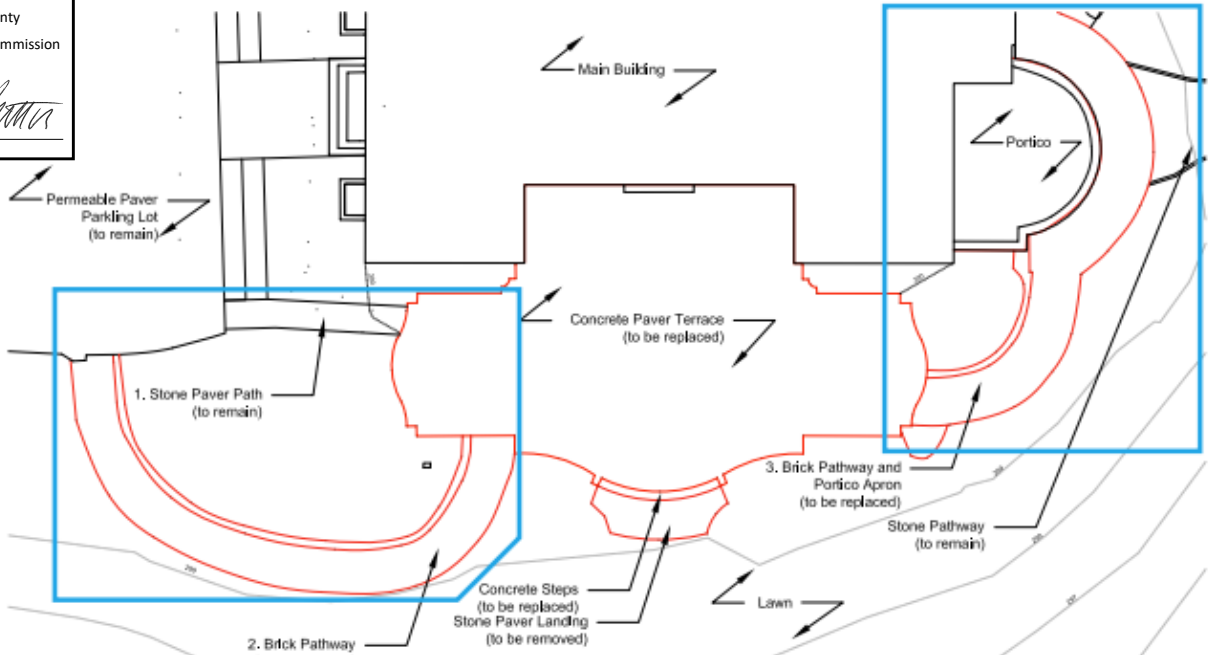 nty
mmission
Main Building
Portico
Permeable Paver
Parkling Lot
(to remain)
Concrete Paver Terrace
(to be replaced)
1. Stone Paver Path
(to remain)
3. Brick Pathway and
Portico Apron
(to be replaced)
Stone Pathway
(to remain)
Concrete Steps
(to be replaced)
Stone Paver Landing
(to be removed)
Lawn
2. Brick Pathway